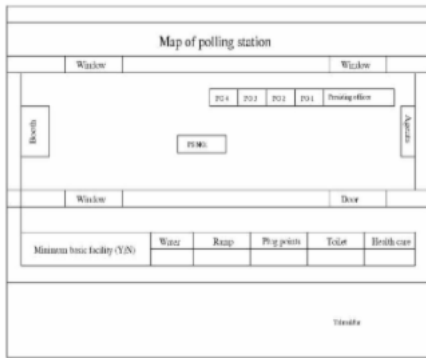 Map of polling station
Window Window
PO 4 PO 3 PO 2 PO 1 Presiding officer
Booth
Agents
Window Door
Minimum basic facility (Y/N) Water Ramp Plug points Toilet Health care